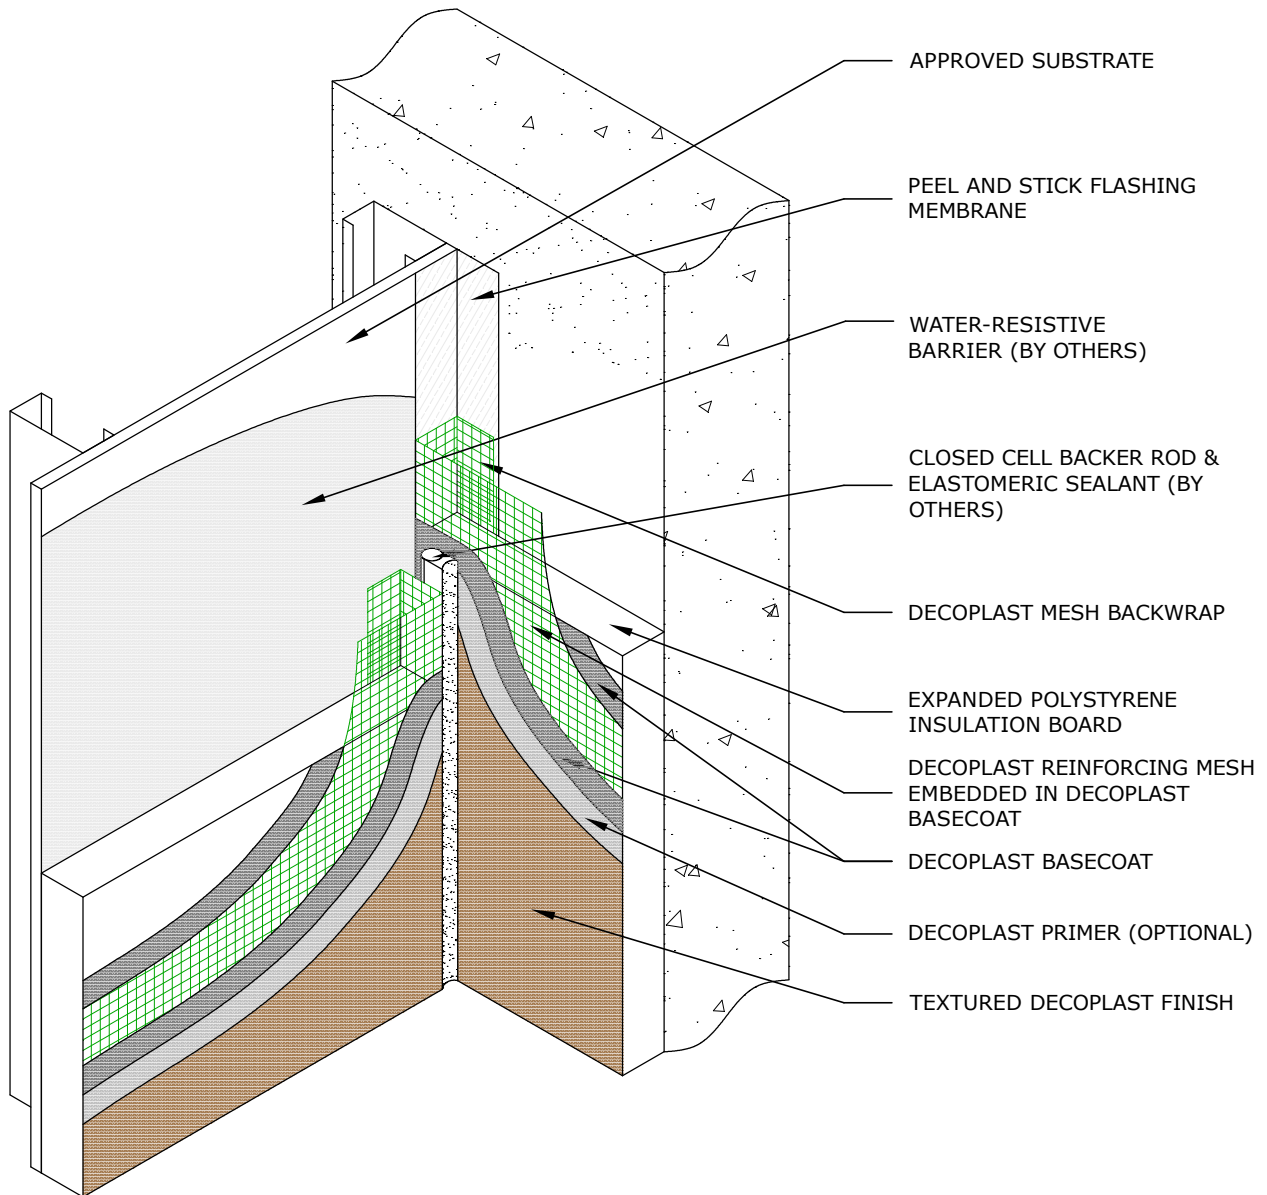 APPROVED SUBSTRATE
PEEL AND STICK FLASHING
MEMBRANE
WATER-RESISTIVE
BARRIER (BY OTHERS)
CLOSED CELL BACKER ROD &
ELASTOMERIC SEALANT (BY
OTHERS)
DECOPLAST MESH BACKWRAP
EXPANDED POLYSTYRENE
INSULATION BOARD
DECOPLAST REINFORCING MESH
EMBEDDED IN DECOPLAST
BASECOAT
DECOPLAST BASECOAT
DECOPLAST PRIMER (OPTIONAL)
TEXTURED DECOPLAST FINISH